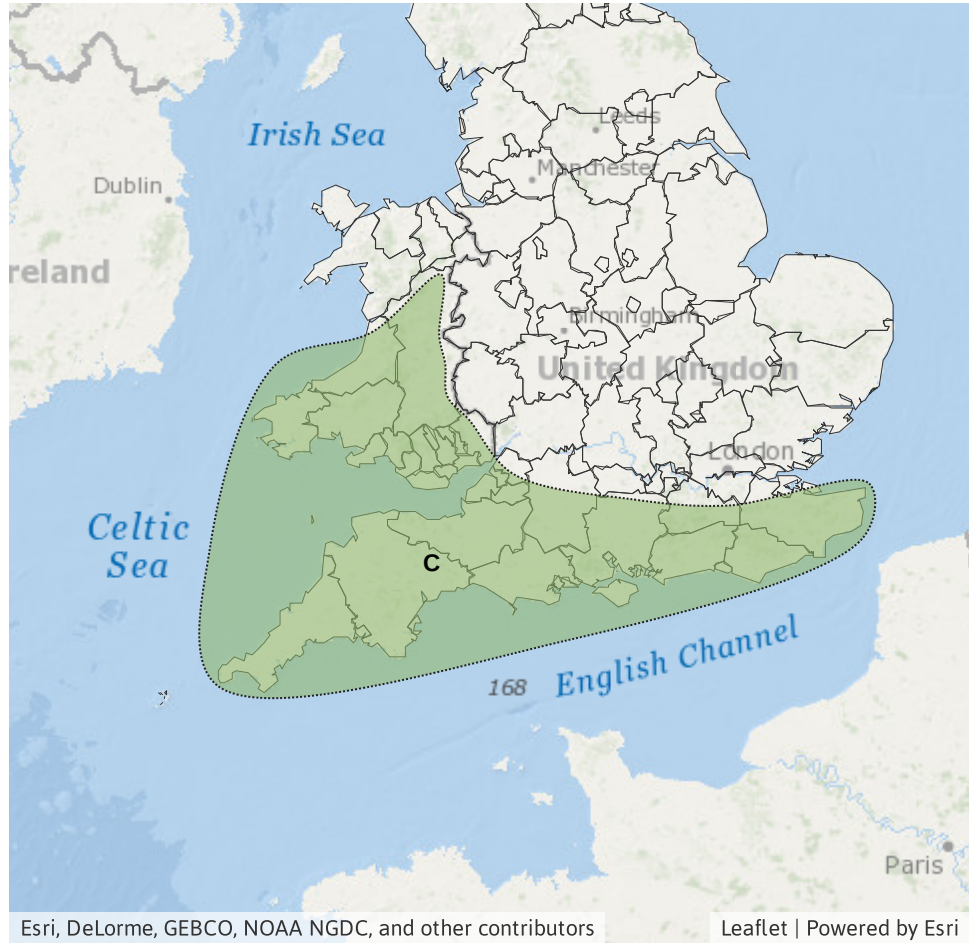 Leeds
Irish Sea
Manchester
Dublin
reland
Birmingham
United Kingdom
London
Celtic
Sea
C
English Channel
168
Paris
Esri, DeLorme, GEBCO, NOAA NGDC, and other contributors
Leaflet | Powered by Esri